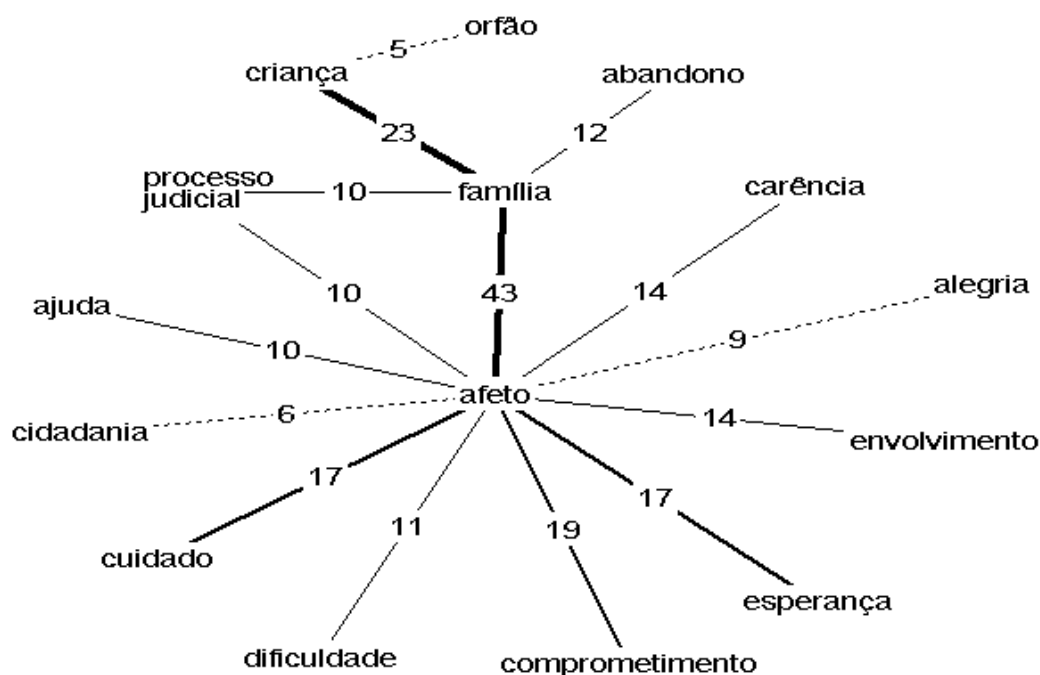 orfão
5
criança
abandono
23
12
processo
judicial
10
família
carência
10
43
14
alegria
ajuda
9
10
afeto
6
14
cidadania
envolvimento
17
17
11
19
cuidado
esperança
dificuldade
comprometimento